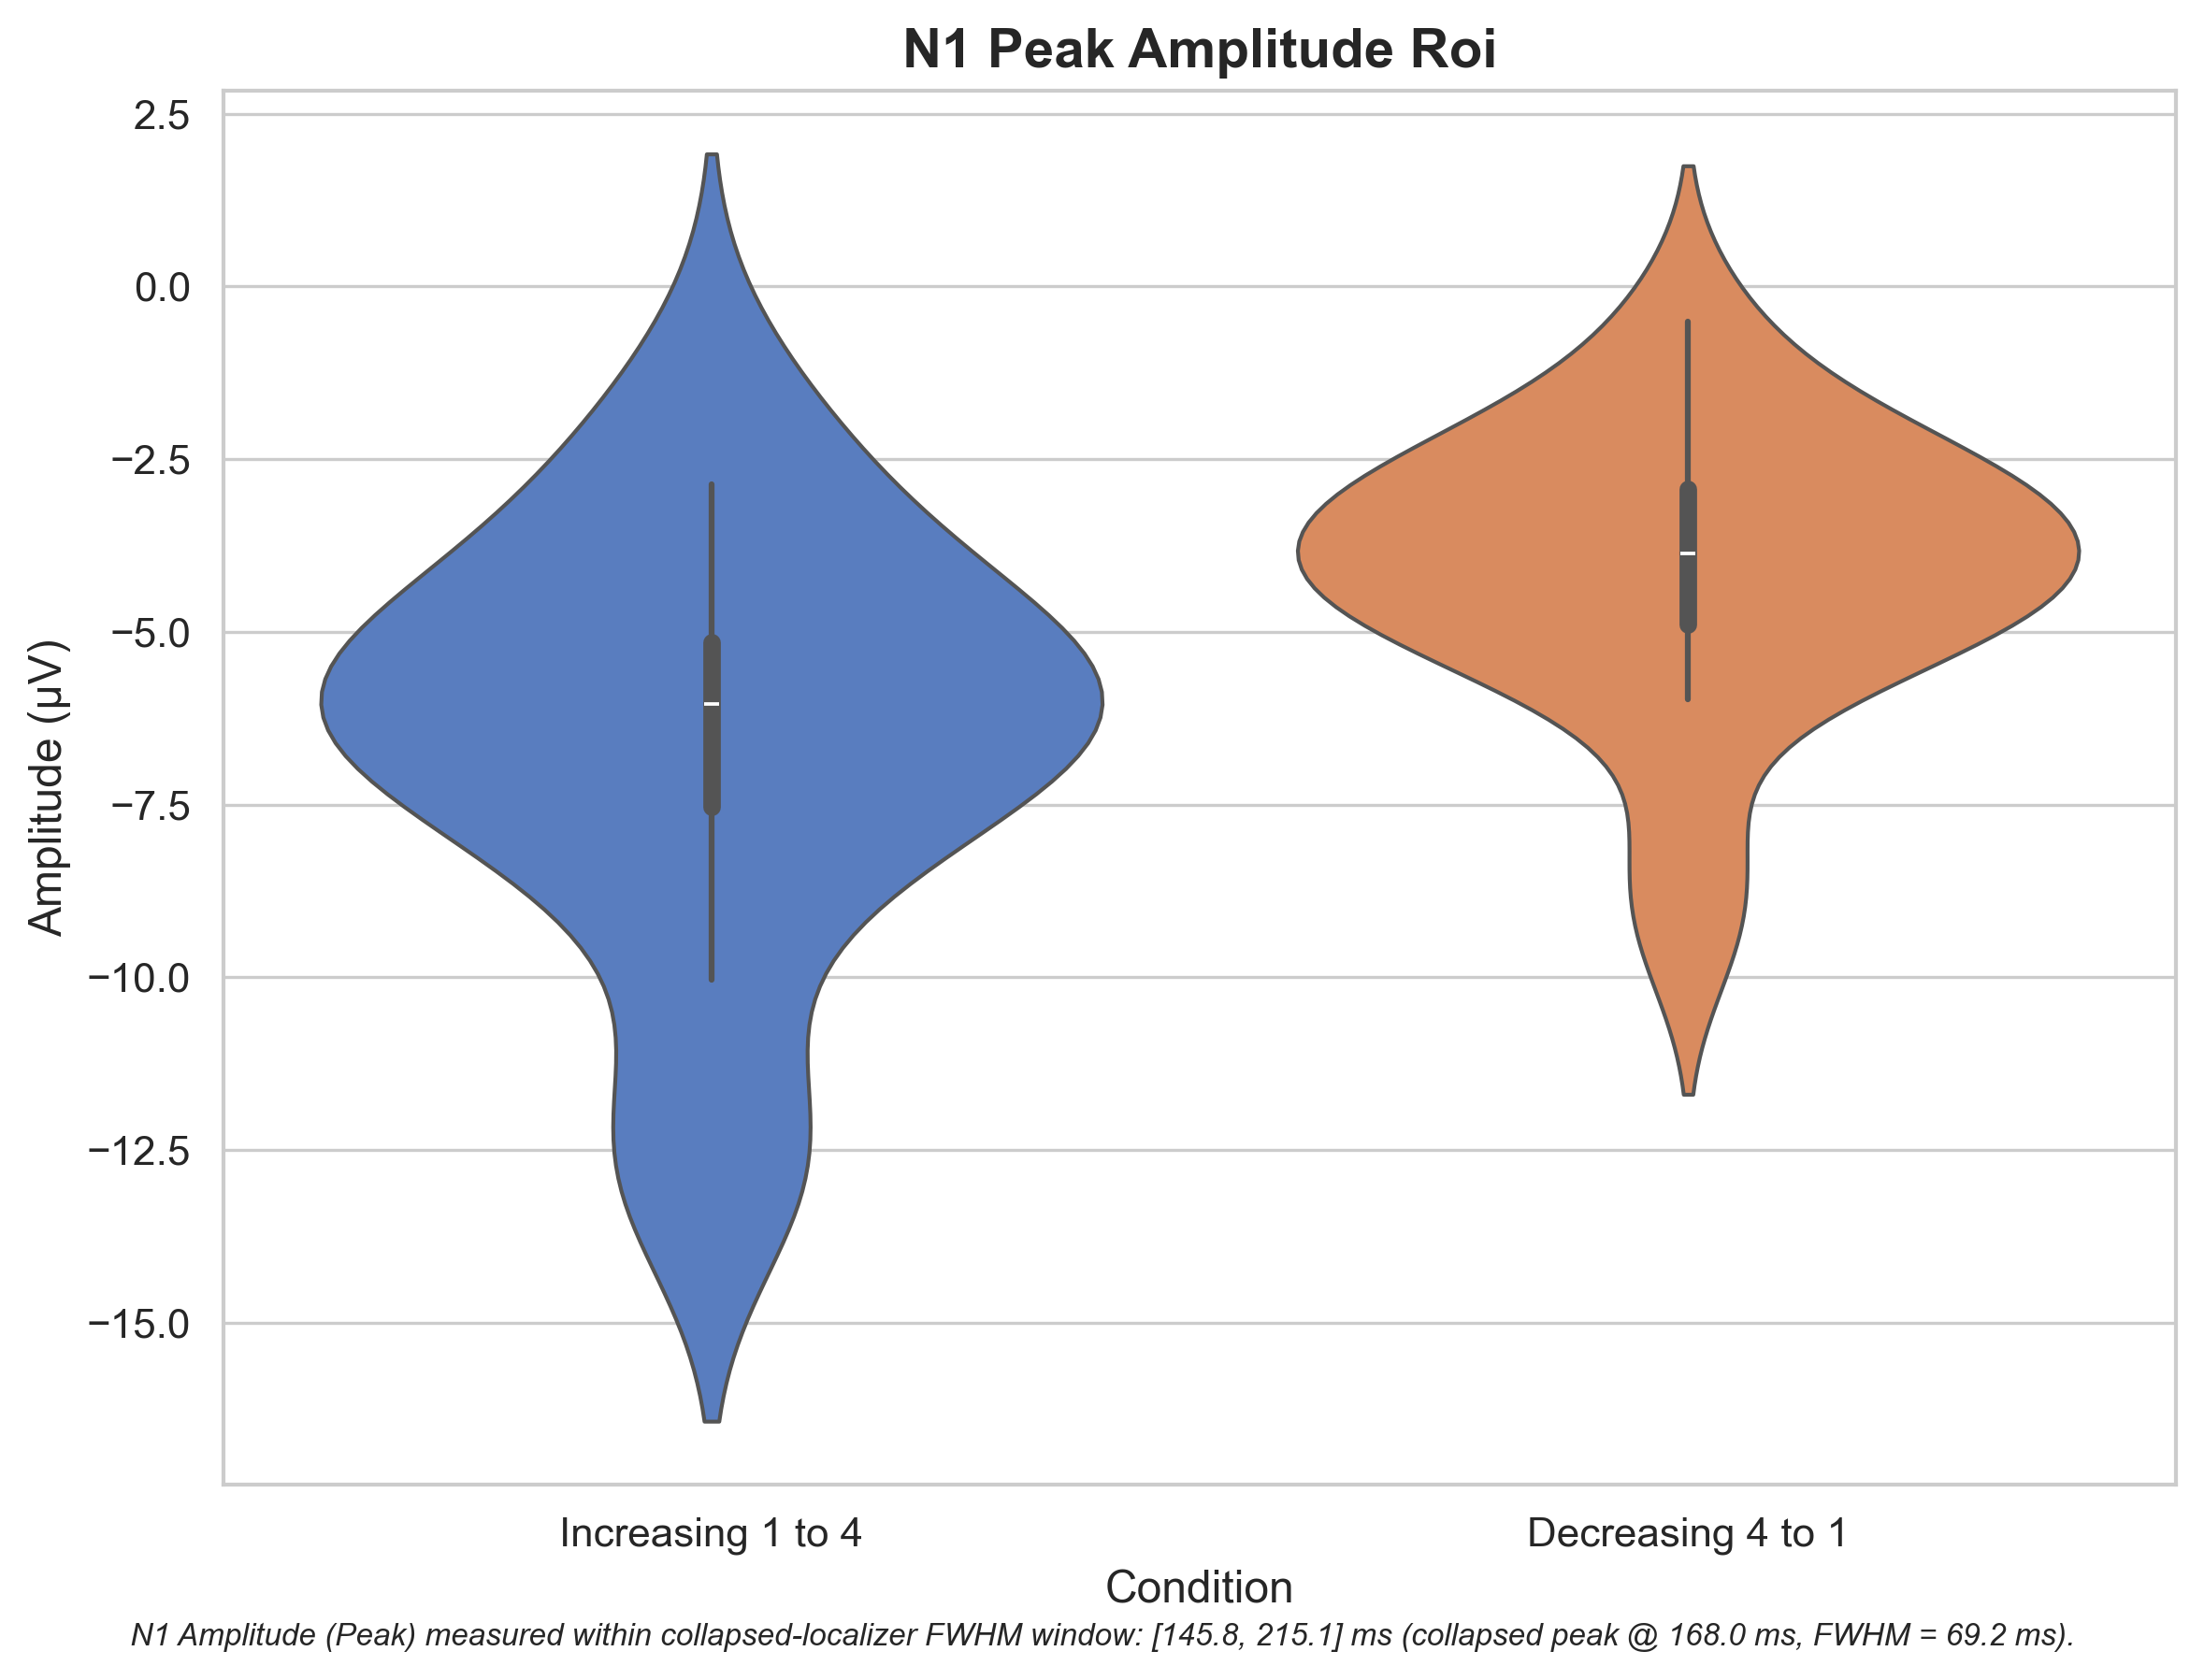 N1 Peak Amplitude Roi
2.5
0.0
−2.5
−5.0
−7.5
−10.0
−12.5
−15.0
Amplitude (µV)
Increasing 1 to 4
Decreasing 4 to 1
Condition
N1 Amplitude (Peak) measured within collapsed-localizer FWHM window: [145.8, 215.1] ms (collapsed peak @ 168.0 ms, FWHM = 69.2 ms).